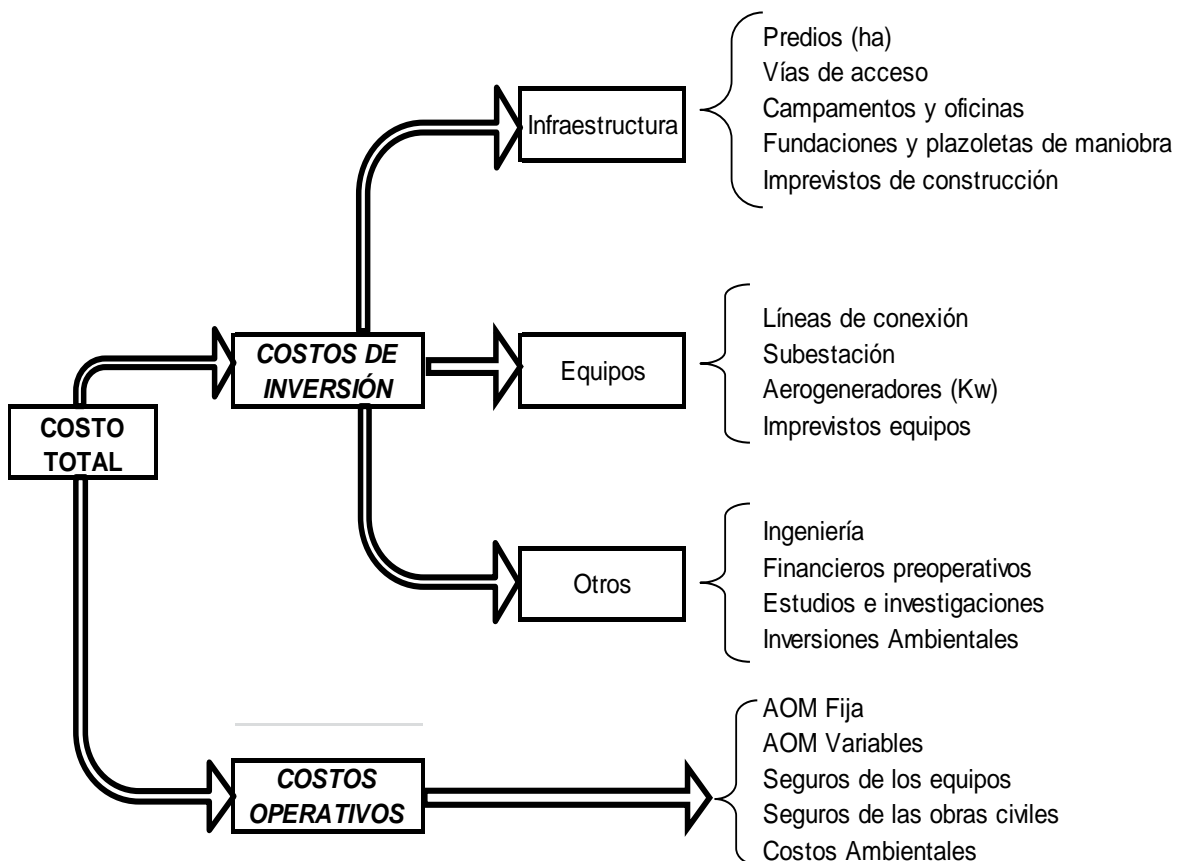 Predios (ha)
Vías de acceso
Campamentos y oficinas
Fundaciones y plazoletas de maniobra
Imprevistos de construcción
Infraestructura
Líneas de conexión
Subestación
Aerogeneradores (Kw)
Imprevistos equipos
COSTOS DE
INVERSIÓN
Equipos
COSTO
TOTAL
Ingeniería
Financieros preoperativos
Estudios e investigaciones
Inversiones Ambientales
Otros
AOM Fija
AOM Variables
Seguros de los equipos
Seguros de las obras civiles
Costos Ambientales
COSTOS
OPERATIVOS